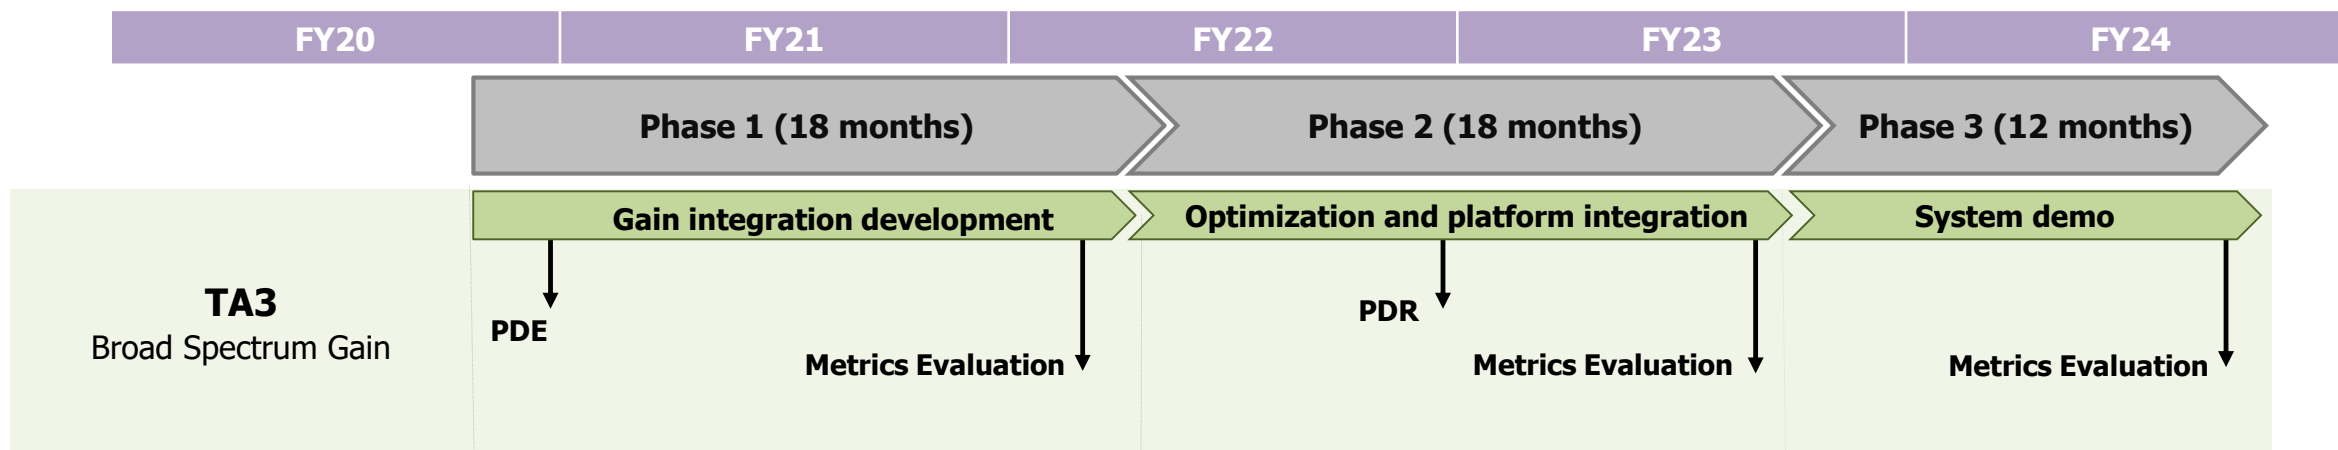 FY20 FY21 FY22 FY23 FY24
Phase 1 (18 months) Phase 2 (18 months) Phase 3 (12 months)
Gain integration development Optimization and platform integration System demo
TA3
Broad Spectrum Gain
PDE PDR
Metrics Evaluation Metrics Evaluation Metrics Evaluation